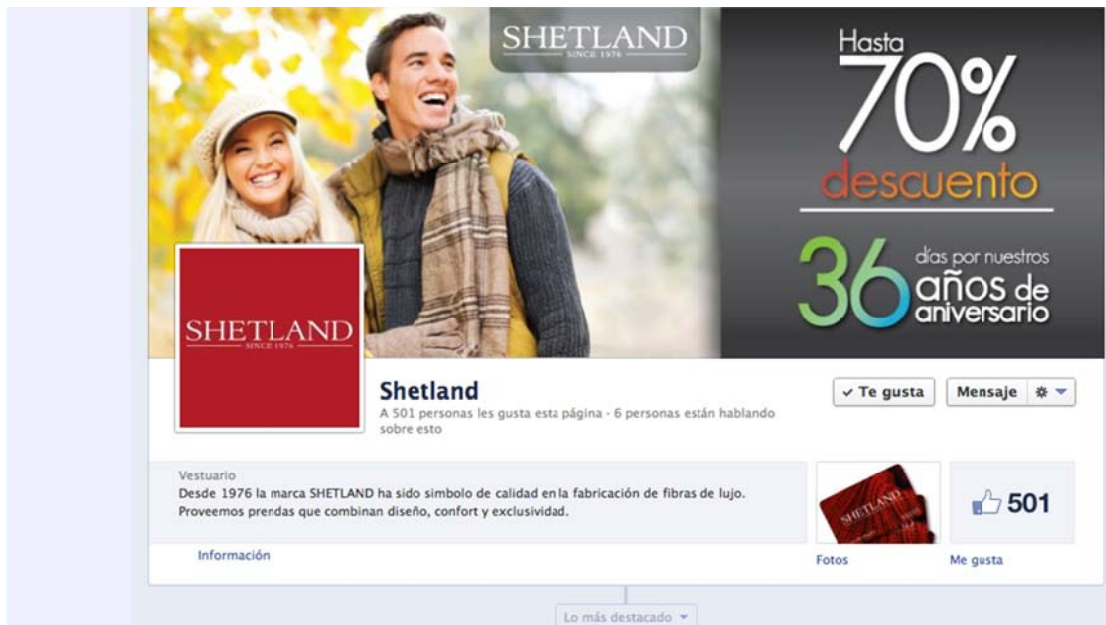 SHETLAND
SINCE 1976
Hasta
70%
descuento
36
días por nuestros
años de
aniversario
SHETLAND
SINCE 1976
Shetland
A 501 personas les gusta esta página - 6 personas están hablando
sobre esto
✓ Te gusta
Mensaje
Vestuario
Desde 1976 la marca SHETLAND ha sido simbolo de calidad en la fabricación de fibras de lujo.
Proveemos prendas que combinan diseño, confort y exclusividad.
SHETLAND
501
Información
Fotos
Me gusta
Lo más destacado